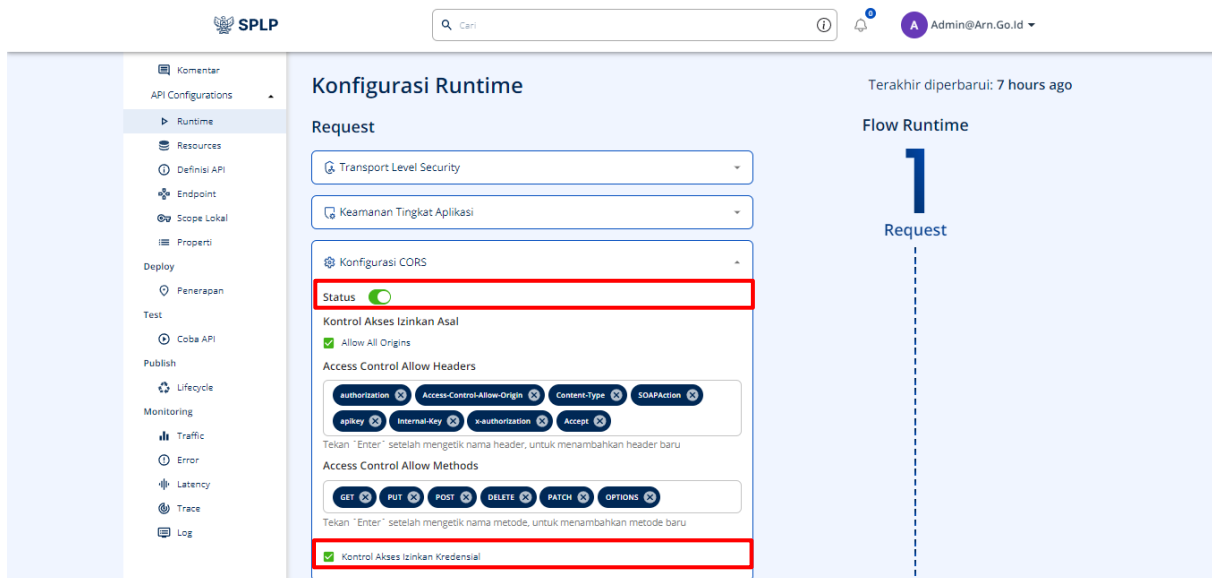 SPLP
Cari
0
A
Admin@Arn.Go.Id
Komentar
API Configurations
Runtime
Resources
Definisi API
Endpoint
Scope Lokal
Properti
Deploy
Penerapan
Test
Coba API
Publish
Lifecycle
Monitoring
Traffic
Error
Latency
Trace
Log
Konfigurasi Runtime
Request
Transport Level Security
Keamanan Tingkat Aplikasi
Konfigurasi CORS
Status
Kontrol Akses Izinkan Asal
Allow All Origins
Access Control Allow Headers
authorization Access-Control-Allow-Origin Content-Type SOAPAction
apikey Internal-Key x-authorization Accept
Tekan `Enter` setelah mengetik nama header, untuk menambahkan header baru
Access Control Allow Methods
GET PUT POST DELETE PATCH OPTIONS
Tekan `Enter` setelah mengetik nama metode, untuk menambahkan metode baru
Kontrol Akses Izinkan Kredensial
Terakhir diperbarui: 7 hours ago
Flow Runtime
1
Request